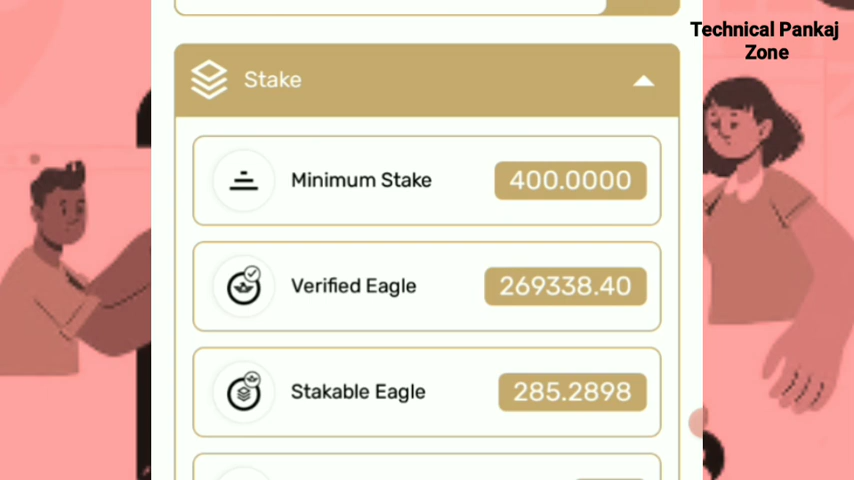 Technical Pankaj
Zone
Stake
Minimum Stake 400.0000
Verified Eagle 269338.40
Stakable Eagle 285.2898